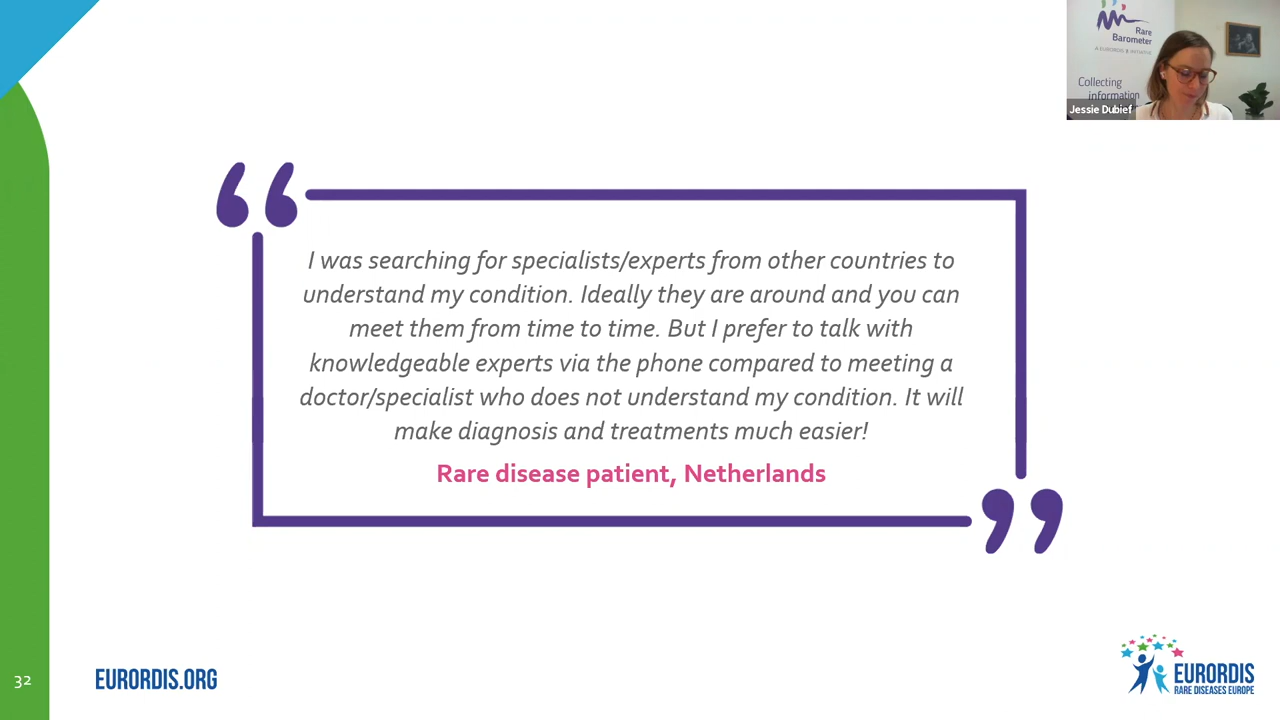 Rare
Barometer
A EURORDIS INITIATIVE
Collecting
information
Jessie Dubief
I was searching for specialists/experts from other countries to
understand my condition. Ideally they are around and you can
meet them from time to time. But I prefer to talk with
knowledgeable experts via the phone compared to meeting a
doctor/specialist who does not understand my condition. It will
make diagnosis and treatments much easier!
Rare disease patient, Netherlands
32
EURORDIS.ORG
EURORDIS
RARE DISEASES EUROPE